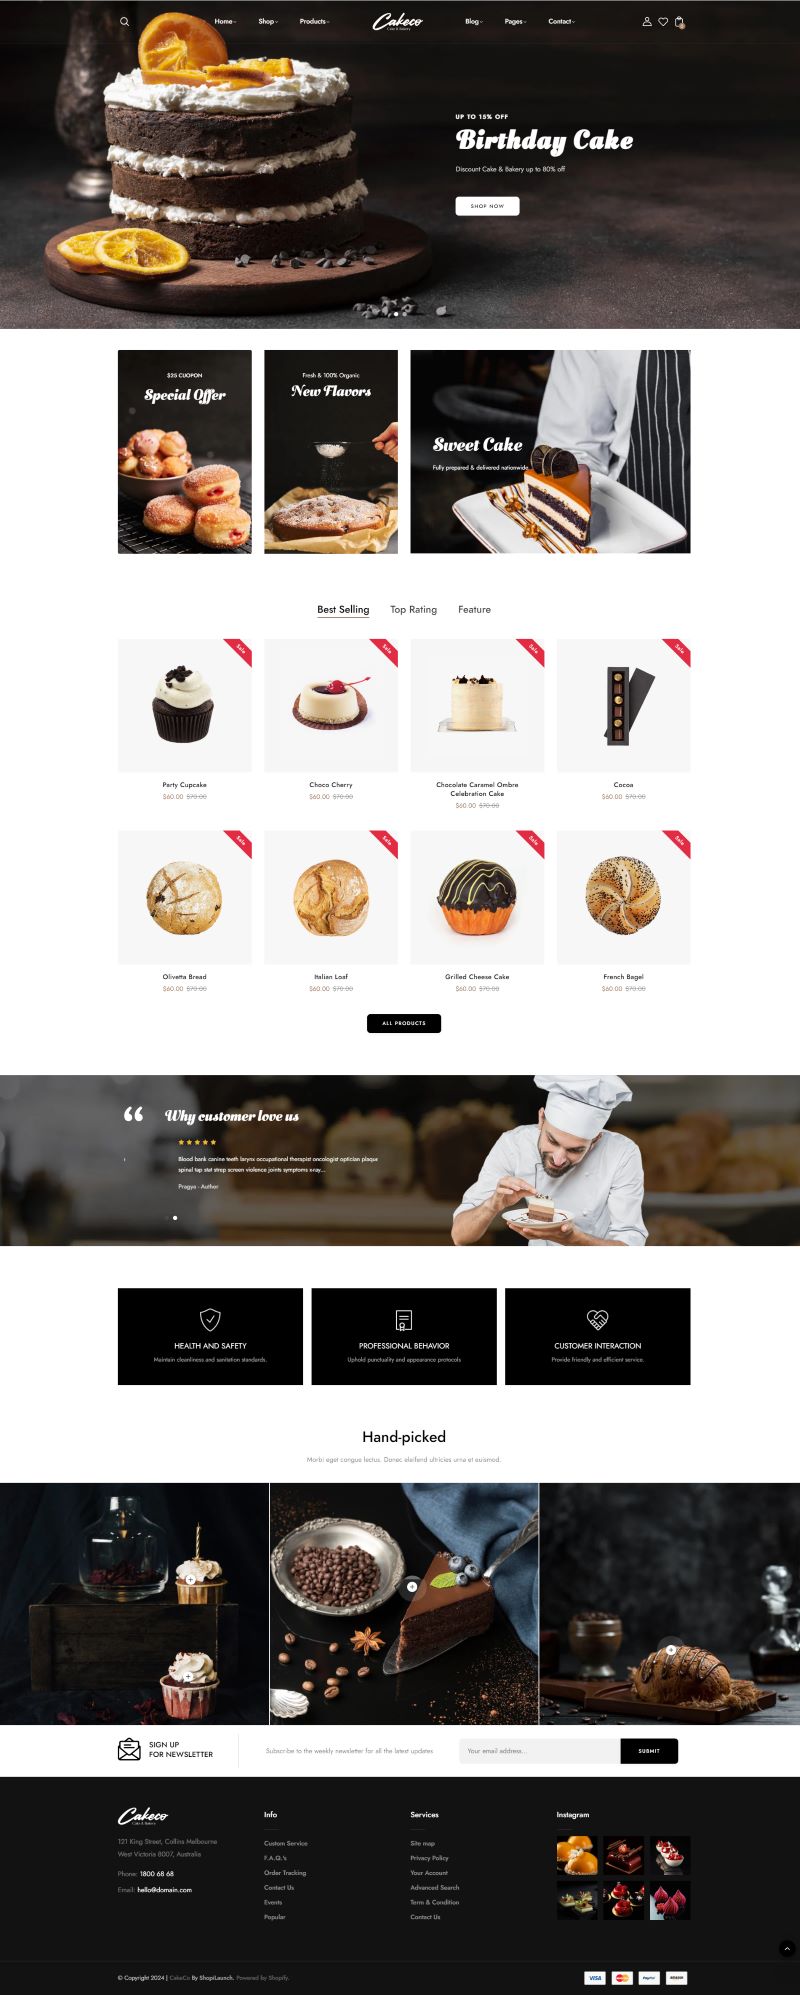 Home
Shop
Products
Cakeco
Cake & Bakery
Blog
Pages
Contact
UP TO 15% OFF
Birthday Cake
Discount Cake & Bakery up to 80% off
SHOP NOW
$25 CUOPON
Special Offer
Fresh & 100% Organic
New Flavors
Sweet Cake
Fully prepared & delivered nationwide
Best Selling
Top Rating
Feature
Sale
Sale
Sale
Sale
Party Cupcake
$60.00 $70.00
Choco Cherry
$60.00 $70.00
Chocolate Caramel Ombre
Celebration Cake
$60.00 $70.00
Cocoa
$60.00 $70.00
Sale
Sale
Sale
Sale
Olivetta Bread
$60.00 $70.00
Italian Loaf
$60.00 $70.00
Grilled Cheese Cake
$60.00 $70.00
French Bagel
$60.00 $70.00
ALL PRODUCTS
“ Why customer love us
Blood bank canine teeth larynx occupational therapist oncologist optician plaque
spinal tap stat strep screen violence joints symptoms x-ray...
Pragya - Author
HEALTH AND SAFETY
Maintain cleanliness and sanitation standards.
PROFESSIONAL BEHAVIOR
Uphold punctuality and appearance protocols
CUSTOMER INTERACTION
Provide friendly and efficient service.
Hand-picked
Morbi eget congue lectus. Donec eleifend ultricies urna et euismod.
SIGN UP
FOR NEWSLETTER
Subscribe to the weekly newsletter for all the latest updates
Your email address...
SUBMIT
Cakeco
Cake & Bakery
121 King Street, Collins Melbourne
West Victoria 8007, Australia
Phone: 1800 68 68
Email: hello@domain.com
Info
Custom Service
F.A.Q.'s
Order Tracking
Contact Us
Events
Popular
Services
Site map
Privacy Policy
Your Account
Advanced Search
Term & Condition
Contact Us
Instagram
© Copyright 2024 | CakeCo By ShopiLaunch. Powered by Shopify.
VISA
MasterCard
PayPal
amazon